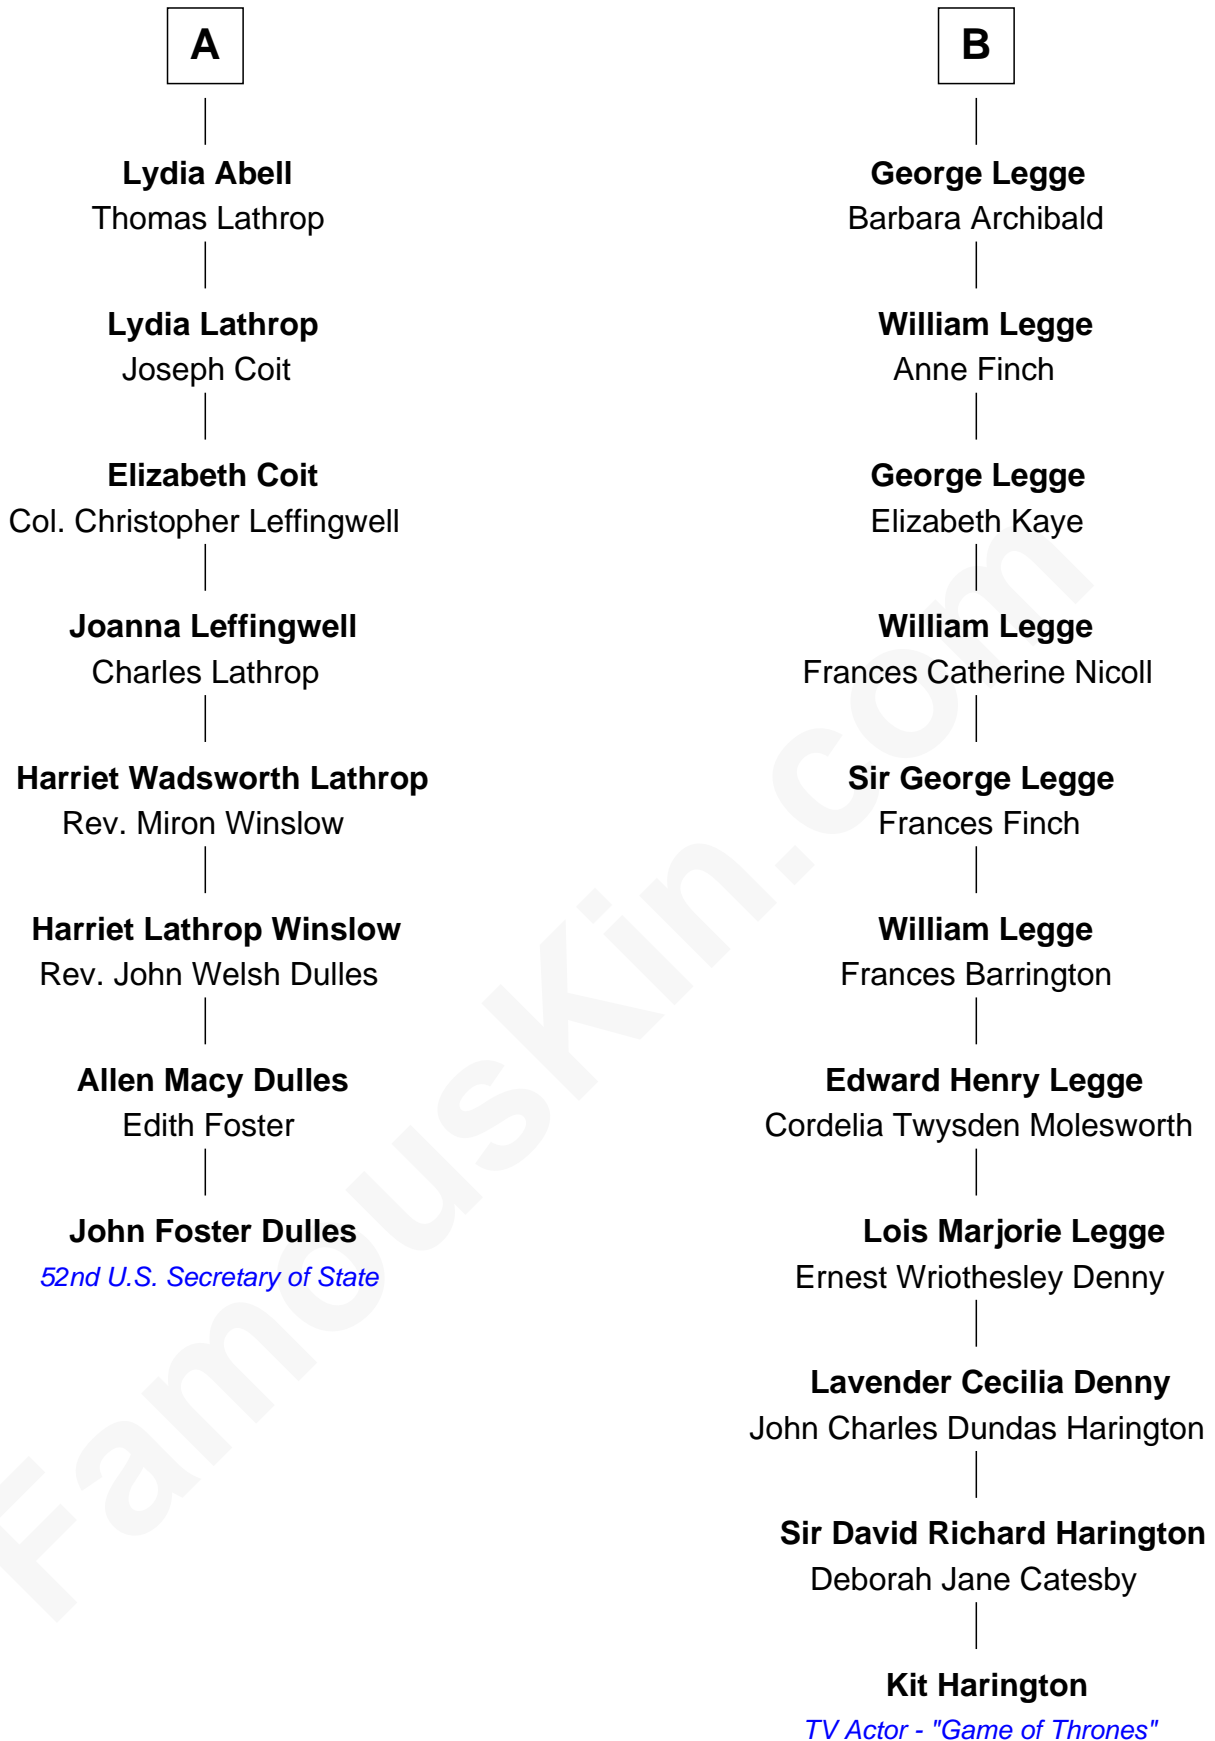 A
Lydia Abell
Thomas Lathrop
Lydia Lathrop
Joseph Coit
Elizabeth Coit
Col. Christopher Leffingwell
Joanna Leffingwell
Charles Lathrop
Harriet Wadsworth Lathrop
Rev. Miron Winslow
Harriet Lathrop Winslow
Rev. John Welsh Dulles
Allen Macy Dulles
Edith Foster
John Foster Dulles
52nd U.S. Secretary of State
B
George Legge
Barbara Archibald
William Legge
Anne Finch
George Legge
Elizabeth Kaye
William Legge
Frances Catherine Nicoll
Sir George Legge
Frances Finch
William Legge
Frances Barrington
Edward Henry Legge
Cordelia Twysden Molesworth
Lois Marjorie Legge
Ernest Wriothesley Denny
Lavender Cecilia Denny
John Charles Dundas Harington
Sir David Richard Harington
Deborah Jane Catesby
Kit Harington
TV Actor - "Game of Thrones"
FamousKin.com